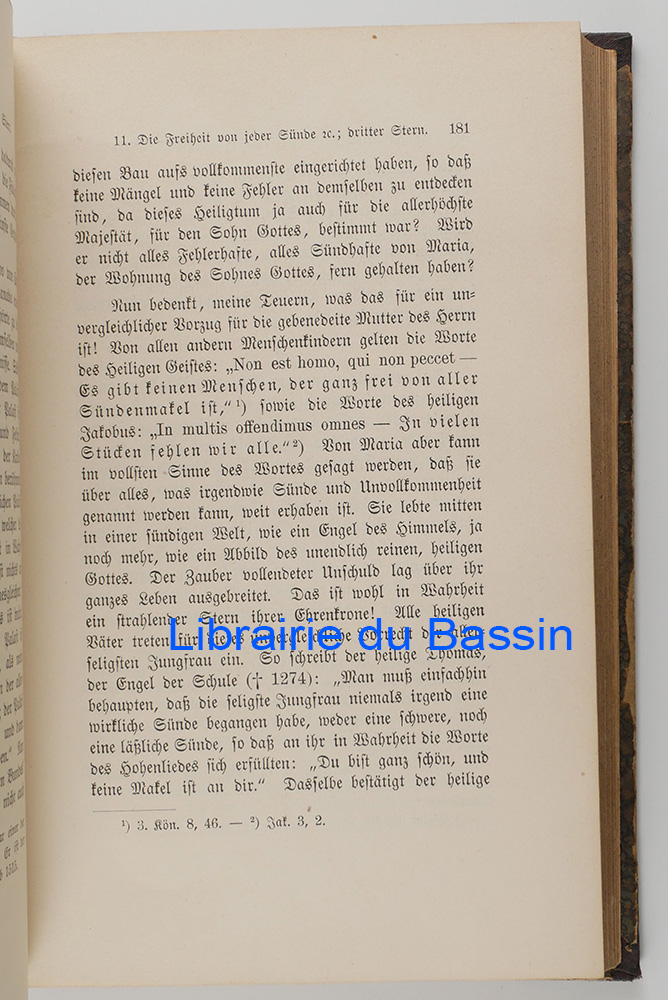 11. Die Freiheit von jeder Sünde ꝛc.; dritter Stern. 181
diesen Bau aufs vollkommenste eingerichtet haben, so daß
keine Mängel und keine Fehler an demselben zu entdecken
sind, da dieses Heiligtum ja auch für die allerhöchste
Majestät, für den Sohn Gottes, bestimmt war? Wird
er nicht alles Fehlerhafte, alles Sündhafte von Maria,
der Wohnung des Sohnes Gottes, fern gehalten haben?
Nun bedenkt, meine Teuern, was das für ein un-
vergleichlicher Vorzug für die gebenedeite Mutter des Herrn
ist! Von allen andern Menschenkindern gelten die Worte
des Heiligen Geistes: „Non est homo, qui non peccet —
Es gibt keinen Menschen, der ganz frei von aller
Sündenmakel ist,“¹) sowie die Worte des heiligen
Jakobus: „In multis offendimus omnes — In vielen
Stücken fehlen wir alle.“²) Von Maria aber kann
im vollsten Sinne des Wortes gesagt werden, daß sie
über alles, was irgendwie Sünde und Unvollkommenheit
genannt werden kann, weit erhaben ist. Sie lebte mitten
in einer sündigen Welt, wie ein Engel des Himmels, ja
noch mehr, wie ein Abbild des unendlich reinen, heiligen
Gottes. Der Zauber vollendeter Unschuld lag über ihr
ganzes Leben ausgebreitet. Das ist wohl in Wahrheit
ein strahlender Stern ihrer Ehrenkrone! Alle heiligen
Väter treten für dieses unvergleichliche Vorrecht der aller-
Librairie du Bassin
seligsten Jungfrau ein. So schreibt der heilige Thomas,
der Engel der Schule († 1274): „Man muß einfachhin
behaupten, daß die seligste Jungfrau niemals irgend eine
wirkliche Sünde begangen habe, weder eine schwere, noch
eine läßliche Sünde, so daß an ihr in Wahrheit die Worte
des Hohenliedes sich erfüllten: „Du bist ganz schön, und
keine Makel ist an dir.“ Dasselbe bestätigt der heilige
¹) 3. Kön. 8, 46. — ²) Jak. 3, 2.